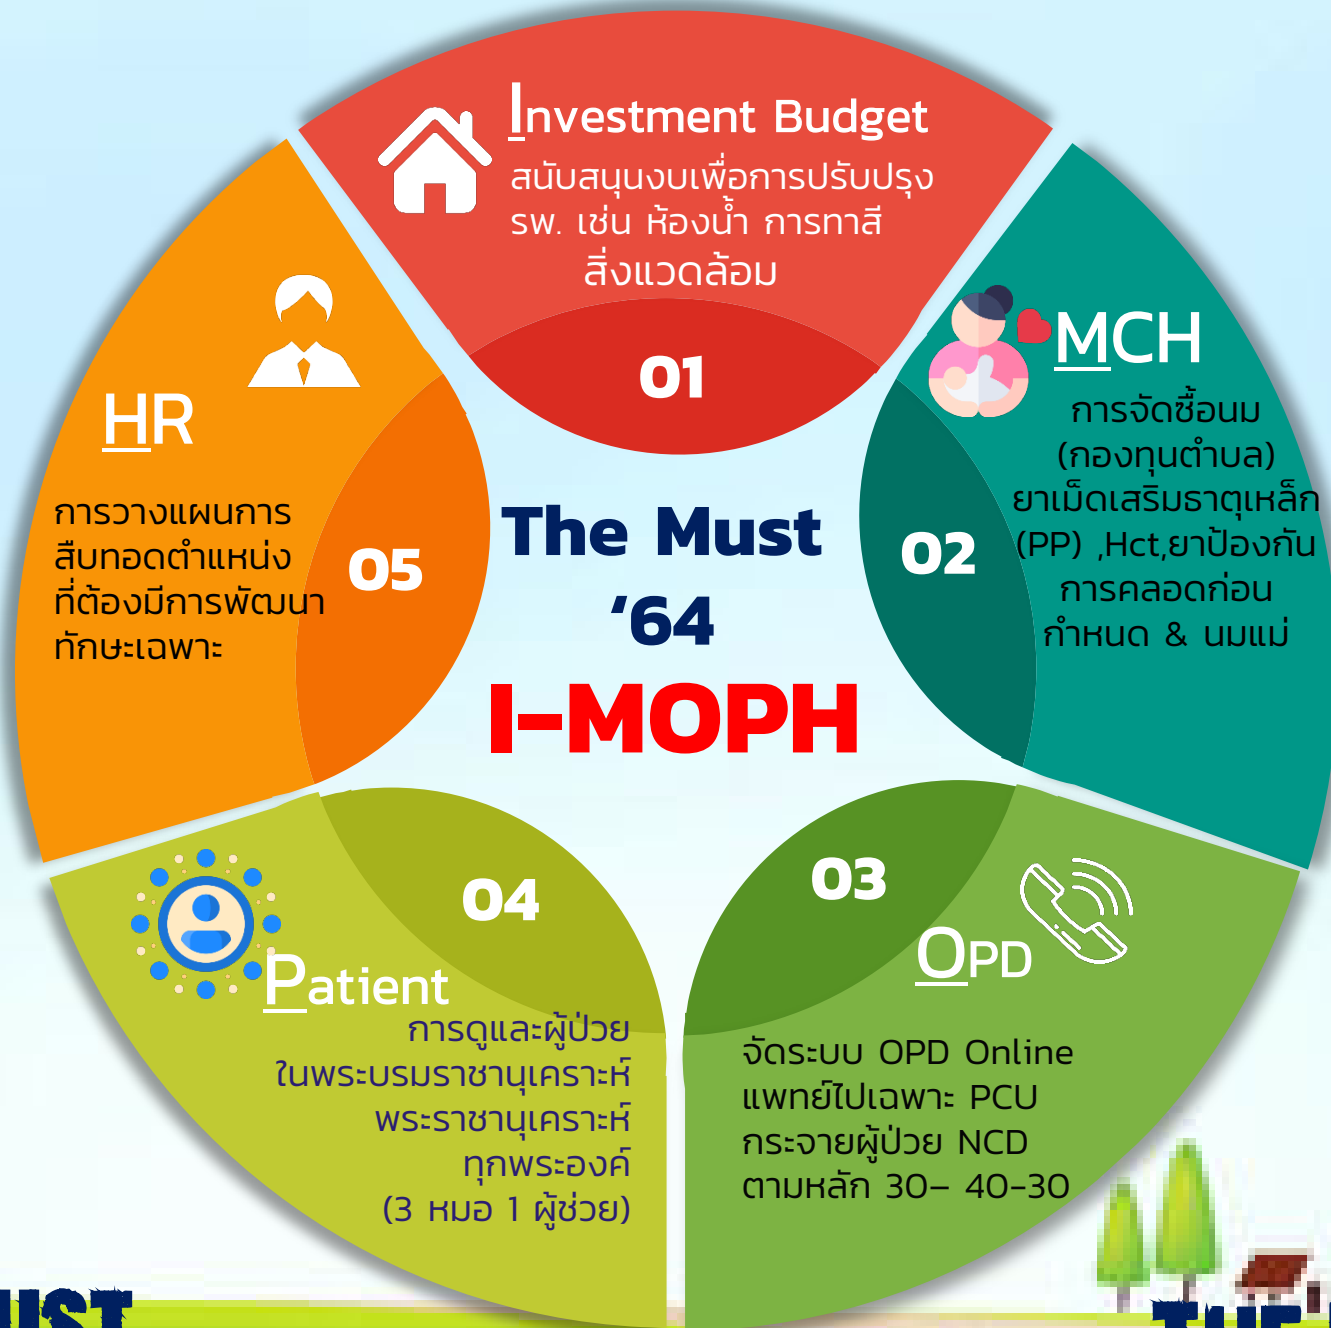 Investment Budget
สนับสนุนงบเพื่อการปรับปรุง
รพ. เช่น ห้องน้ำ การทาสี
สิ่งแวดล้อม
01
MCH
การจัดซื้อนม
(กองทุนตำบล)
ยาเม็ดเสริมธาตุเหล็ก
(PP) ,Hct,ยาป้องกัน
การคลอดก่อน
กำหนด & นมแม่
02
OPD
จัดระบบ OPD Online
แพทย์ไปเฉพาะ PCU
กระจายผู้ป่วย NCD
ตามหลัก 30– 40-30
03
Patient
การดูและผู้ป่วย
ในพระบรมราชานุเคราะห์
พระราชานุเคราะห์
ทุกพระองค์
(3 หมอ 1 ผู้ช่วย)
04
HR
การวางแผนการ
สืบทอดตำแหน่ง
ที่ต้องมีการพัฒนา
ทักษะเฉพาะ
05
The Must
‘64
I-MOPH